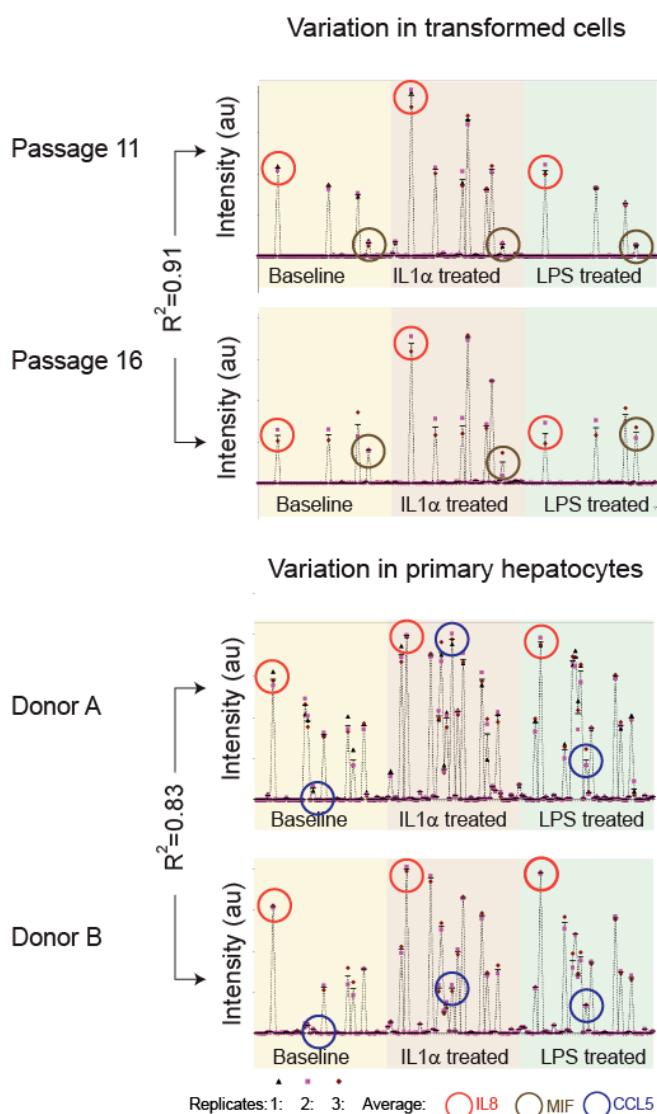 Variation in transformed cells
Passage 11
Intensity (au)
Baseline
IL1α treated
LPS treated
R²=0.91
Passage 16
Intensity (au)
Baseline
IL1α treated
LPS treated
Variation in primary hepatocytes
Donor A
Intensity (au)
Baseline
IL1α treated
LPS treated
R²=0.83
Donor B
Intensity (au)
Baseline
IL1α treated
LPS treated
Replicates: 1: 2: 3: Average: IL8 MIF CCL5